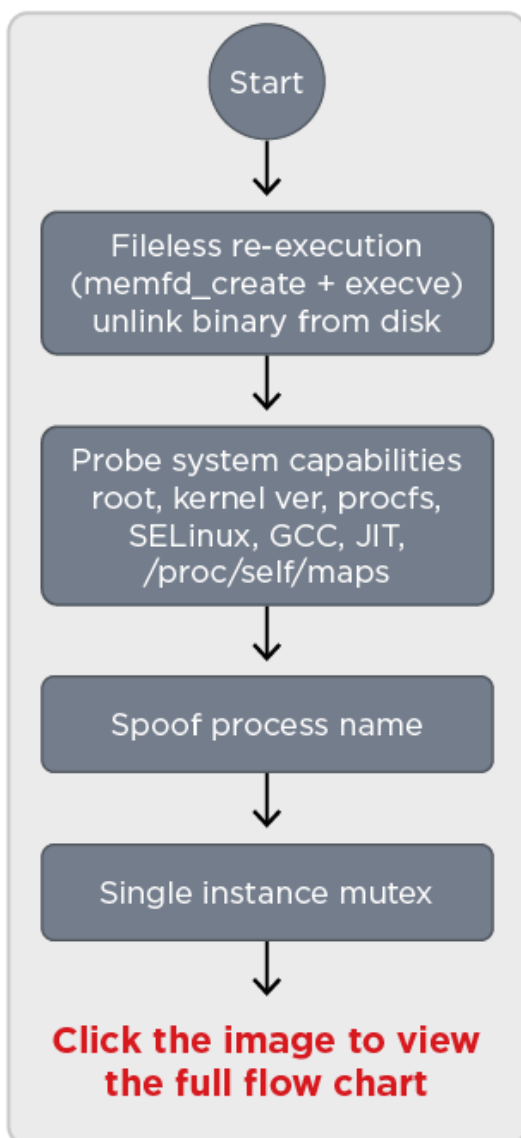 Start
Fileless re-execution
(memfd_create + execve)
unlink binary from disk
Probe system capabilities
root, kernel ver, procfs,
SELinux, GCC, JIT,
/proc/self/maps
Spoof process name
Single instance mutex
Click the image to view
the full flow chart